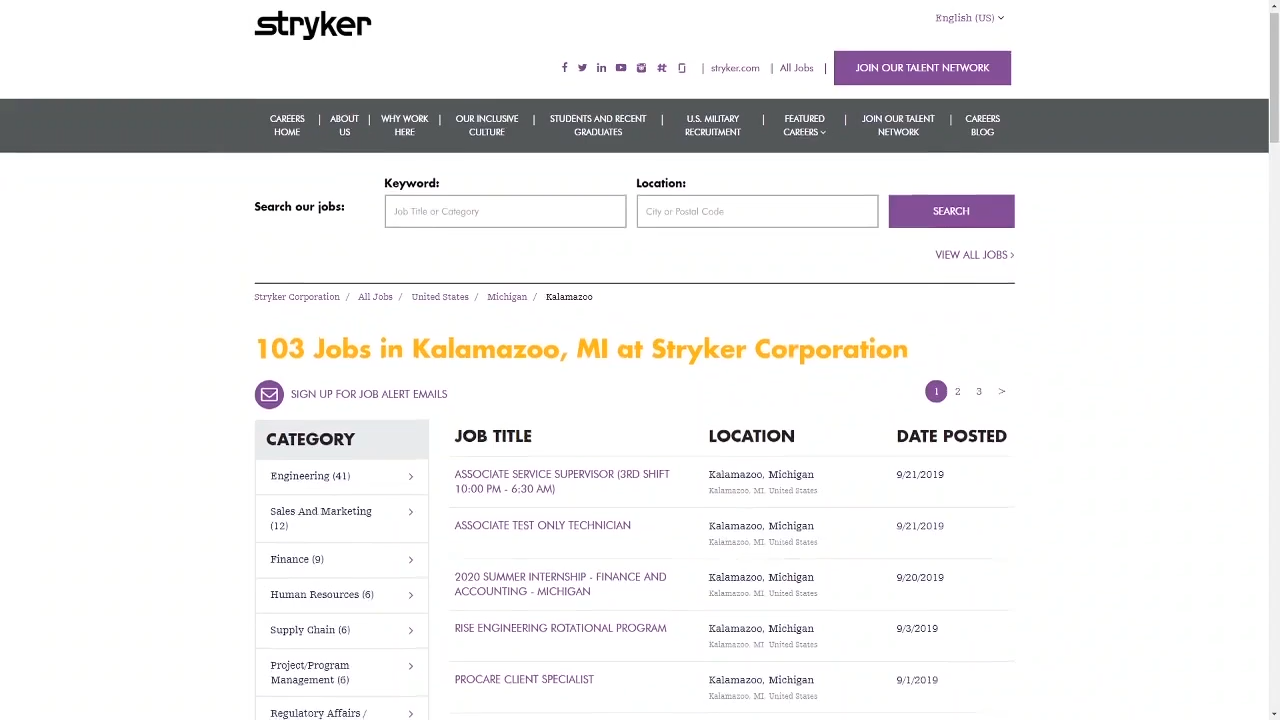 stryker
English (US)
| stryker.com | All Jobs | JOIN OUR TALENT NETWORK
CAREERS HOME | ABOUT US | WHY WORK HERE | OUR INCLUSIVE CULTURE | STUDENTS AND RECENT GRADUATES | U.S. MILITARY RECRUITMENT | FEATURED CAREERS | JOIN OUR TALENT NETWORK | CAREERS BLOG
Keyword: Location:
Search our jobs: Job Title or Category City or Postal Code SEARCH
VIEW ALL JOBS >
Stryker Corporation / All Jobs / United States / Michigan / Kalamazoo
103 Jobs in Kalamazoo, MI at Stryker Corporation
SIGN UP FOR JOB ALERT EMAILS
1 2 3 >
CATEGORY
Engineering (41)
Sales And Marketing
(12)
Finance (9)
Human Resources (6)
Supply Chain (6)
Project/Program
Management (6)
Regulatory Affairs /
JOB TITLE LOCATION DATE POSTED
ASSOCIATE SERVICE SUPERVISOR (3RD SHIFT Kalamazoo, Michigan 9/21/2019
10:00 PM - 6:30 AM) Kalamazoo, MI, United States
ASSOCIATE TEST ONLY TECHNICIAN Kalamazoo, Michigan 9/21/2019
Kalamazoo, MI, United States
2020 SUMMER INTERNSHIP - FINANCE AND Kalamazoo, Michigan 9/20/2019
ACCOUNTING - MICHIGAN Kalamazoo, MI, United States
RISE ENGINEERING ROTATIONAL PROGRAM Kalamazoo, Michigan 9/3/2019
Kalamazoo, MI, United States
PROCARE CLIENT SPECIALIST Kalamazoo, Michigan 9/1/2019
Kalamazoo, MI, United States